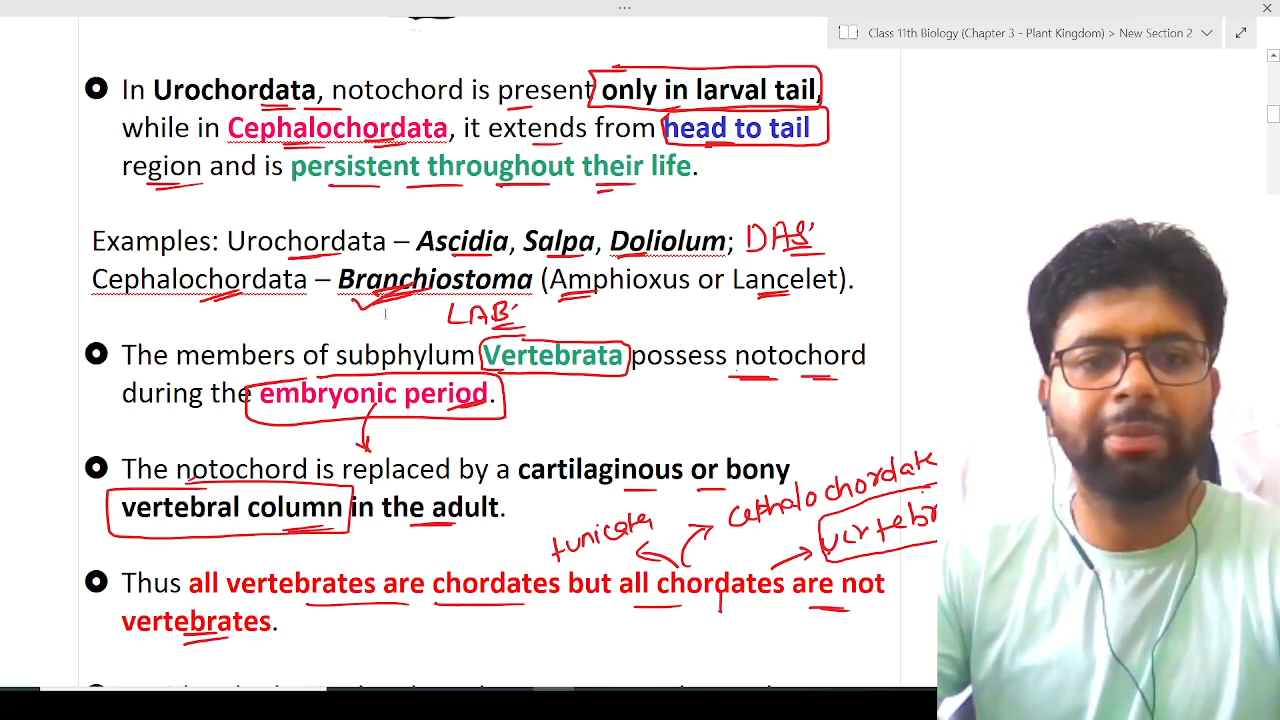 Class 11th Biology (Chapter 3 - Plant Kingdom) > New Section 2
In Urochordata, notochord is present only in larval tail,
while in Cephalochordata, it extends from head to tail
region and is persistent throughout their life.
Examples: Urochordata – Ascidia, Salpa, Doliolum; DAS
Cephalochordata – Branchiostoma (Amphioxus or Lancelet).
LAB
The members of subphylum Vertebrata possess notochord
during the embryonic period.
The notochord is replaced by a cartilaginous or bony
vertebral column in the adult.
cephalochordate
tunicata
vertebr
Thus all vertebrates are chordates but all chordates are not
vertebrates.